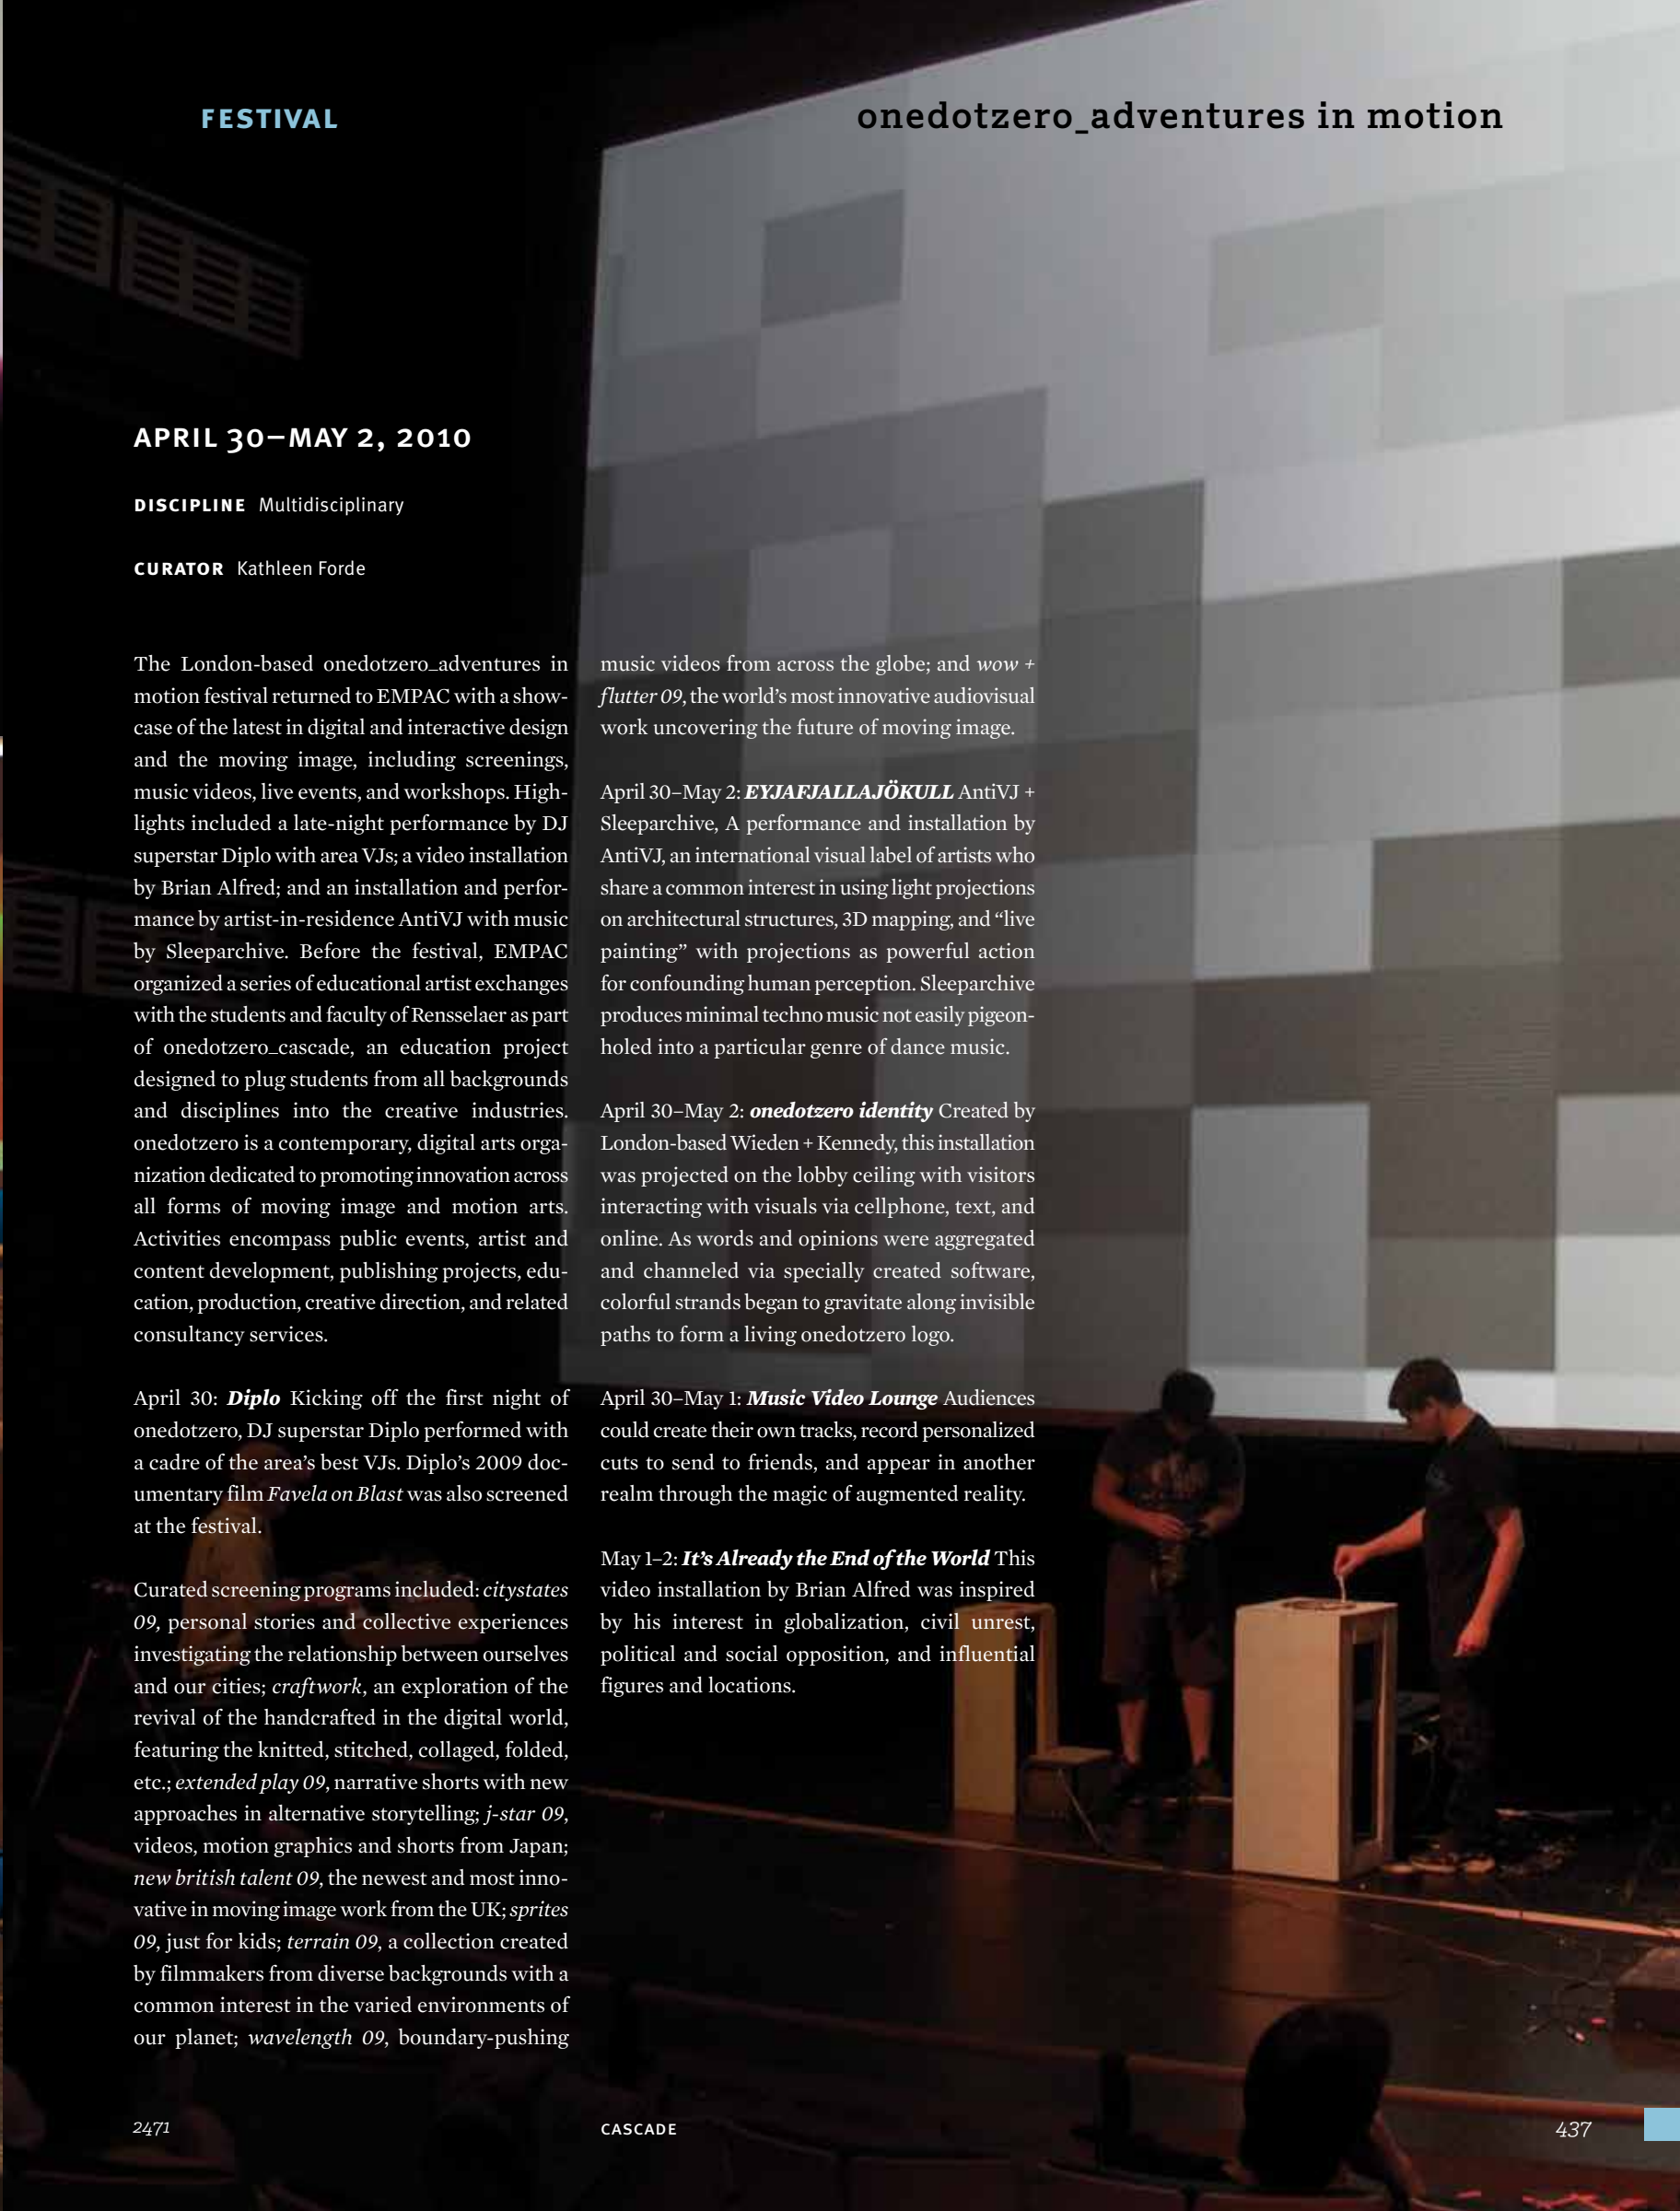 FESTIVAL
onedotzero_adventures in motion
APRIL 30–MAY 2, 2010
DISCIPLINE Multidisciplinary
CURATOR Kathleen Forde
The London-based onedotzero_adventures in
motion festival returned to EMPAC with a show-
case of the latest in digital and interactive design
and the moving image, including screenings,
music videos, live events, and workshops. High-
lights included a late-night performance by DJ
superstar Diplo with area VJs; a video installation
by Brian Alfred; and an installation and perfor-
mance by artist-in-residence AntiVJ with music
by Sleeparchive. Before the festival, EMPAC
organized a series of educational artist exchanges
with the students and faculty of Rensselaer as part
of onedotzero_cascade, an education project
designed to plug students from all backgrounds
and disciplines into the creative industries.
onedotzero is a contemporary, digital arts orga-
nization dedicated to promoting innovation across
all forms of moving image and motion arts.
Activities encompass public events, artist and
content development, publishing projects, edu-
cation, production, creative direction, and related
consultancy services.
April 30: Diplo Kicking off the first night of
onedotzero, DJ superstar Diplo performed with
a cadre of the area's best VJs. Diplo's 2009 doc-
umentary film Favela on Blast was also screened
at the festival.
Curated screening programs included: citystates
09, personal stories and collective experiences
investigating the relationship between ourselves
and our cities; craftwork, an exploration of the
revival of the handcrafted in the digital world,
featuring the knitted, stitched, collaged, folded,
etc.; extended play 09, narrative shorts with new
approaches in alternative storytelling; j-star 09,
videos, motion graphics and shorts from Japan;
new british talent 09, the newest and most inno-
vative in moving image work from the UK; sprites
09, just for kids; terrain 09, a collection created
by filmmakers from diverse backgrounds with a
common interest in the varied environments of
our planet; wavelength 09, boundary-pushing
music videos from across the globe; and wow +
flutter 09, the world's most innovative audiovisual
work uncovering the future of moving image.
April 30–May 2: EYJAFJALLAJÖKULL AntiVJ +
Sleeparchive, A performance and installation by
AntiVJ, an international visual label of artists who
share a common interest in using light projections
on architectural structures, 3D mapping, and "live
painting" with projections as powerful action
for confounding human perception. Sleeparchive
produces minimal techno music not easily pigeon-
holed into a particular genre of dance music.
April 30–May 2: onedotzero identity Created by
London-based Wieden + Kennedy, this installation
was projected on the lobby ceiling with visitors
interacting with visuals via cellphone, text, and
online. As words and opinions were aggregated
and channeled via specially created software,
colorful strands began to gravitate along invisible
paths to form a living onedotzero logo.
April 30–May 1: Music Video Lounge Audiences
could create their own tracks, record personalized
cuts to send to friends, and appear in another
realm through the magic of augmented reality.
May 1–2: It's Already the End of the World This
video installation by Brian Alfred was inspired
by his interest in globalization, civil unrest,
political and social opposition, and influential
figures and locations.
2471
CASCADE
437